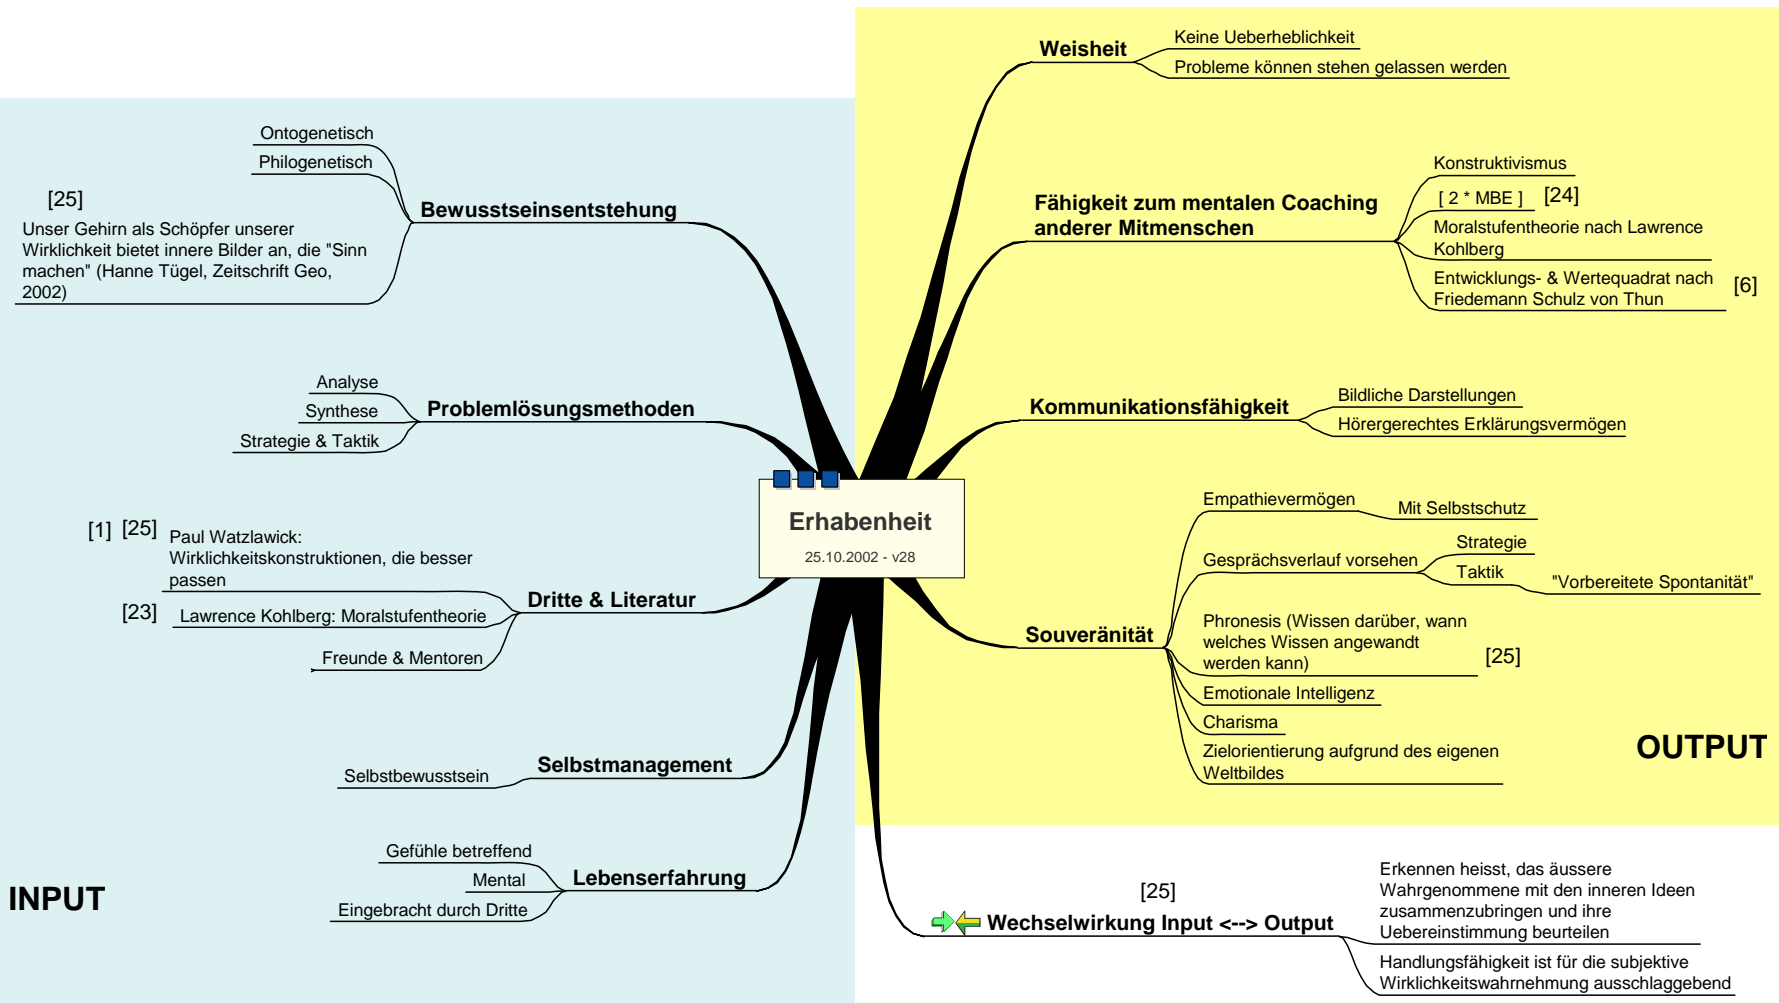 Erhabenheit
25.10.2002 - v28
INPUT
Bewusstseinsentstehung
Ontogenetisch
Philogenetisch
[25]
Unser Gehirn als Schöpfer unserer
Wirklichkeit bietet innere Bilder an, die "Sinn
machen" (Hanne Tügel, Zeitschrift Geo,
2002)
Problemlösungsmethoden
Analyse
Synthese
Strategie & Taktik
Dritte & Literatur
[1] [25]
Paul Watzlawick:
Wirklichkeitskonstruktionen, die besser
passen
[23]
Lawrence Kohlberg: Moralstufentheorie
Freunde & Mentoren
Selbstmanagement
Selbstbewusstsein
Lebenserfahrung
Gefühle betreffend
Mental
Eingebracht durch Dritte
OUTPUT
Weisheit
Keine Ueberheblichkeit
Probleme können stehen gelassen werden
Fähigkeit zum mentalen Coaching
anderer Mitmenschen
Konstruktivismus
[ 2 * MBE ] [24]
Moralstufentheorie nach Lawrence
Kohlberg
Entwicklungs- & Wertequadrat nach
Friedemann Schulz von Thun
[6]
Kommunikationsfähigkeit
Bildliche Darstellungen
Hörergerechtes Erklärungsvermögen
Souveränität
Empathievermögen
Mit Selbstschutz
Gesprächsverlauf vorsehen
Strategie
Taktik
"Vorbereitete Spontanität"
Phronesis (Wissen darüber, wann
welches Wissen angewandt
werden kann)
[25]
Emotionale Intelligenz
Charisma
Zielorientierung aufgrund des eigenen
Weltbildes
[25]
Wechselwirkung Input <--> Output
Erkennen heisst, das äussere
Wahrgenommene mit den inneren Ideen
zusammenzubringen und ihre
Uebereinstimmung beurteilen
Handlungsfähigkeit ist für die subjektive
Wirklichkeitswahrnehmung ausschlaggebend